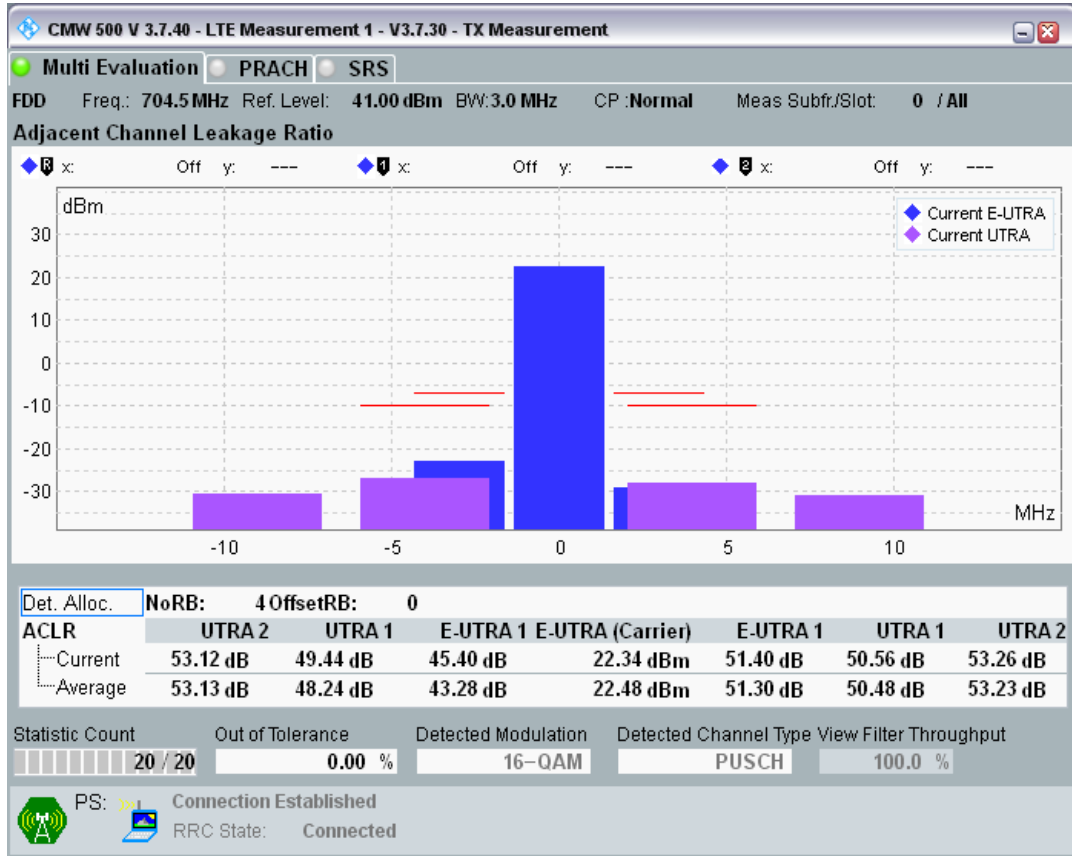 CMW 500 V 3.7.40 - LTE Measurement 1 - V3.7.30 - TX Measurement
Multi Evaluation PRACH SRS
FDD Freq.: 704.5 MHz Ref. Level: 41.00 dBm BW: 3.0 MHz CP : Normal Meas Subfr./Slot: 0 / All
Adjacent Channel Leakage Ratio
R x: Off y: --- 1 x: Off y: --- 2 x: Off y: ---
dBm
Current E-UTRA
Current UTRA
30
20
10
0
-10
-20
-30
MHz
-10 -5 0 5 10
Det. Alloc. NoRB: 4 OffsetRB: 0
ACLR UTRA 2 UTRA 1 E-UTRA 1 E-UTRA (Carrier) E-UTRA 1 UTRA 1 UTRA 2
Current 53.12 dB 49.44 dB 45.40 dB 22.34 dBm 51.40 dB 50.56 dB 53.26 dB
Average 53.13 dB 48.24 dB 43.28 dB 22.48 dBm 51.30 dB 50.48 dB 53.23 dB
Statistic Count Out of Tolerance Detected Modulation Detected Channel Type View Filter Throughput
20 / 20 0.00 % 16-QAM PUSCH 100.0 %
PS: Connection Established
RRC State: Connected